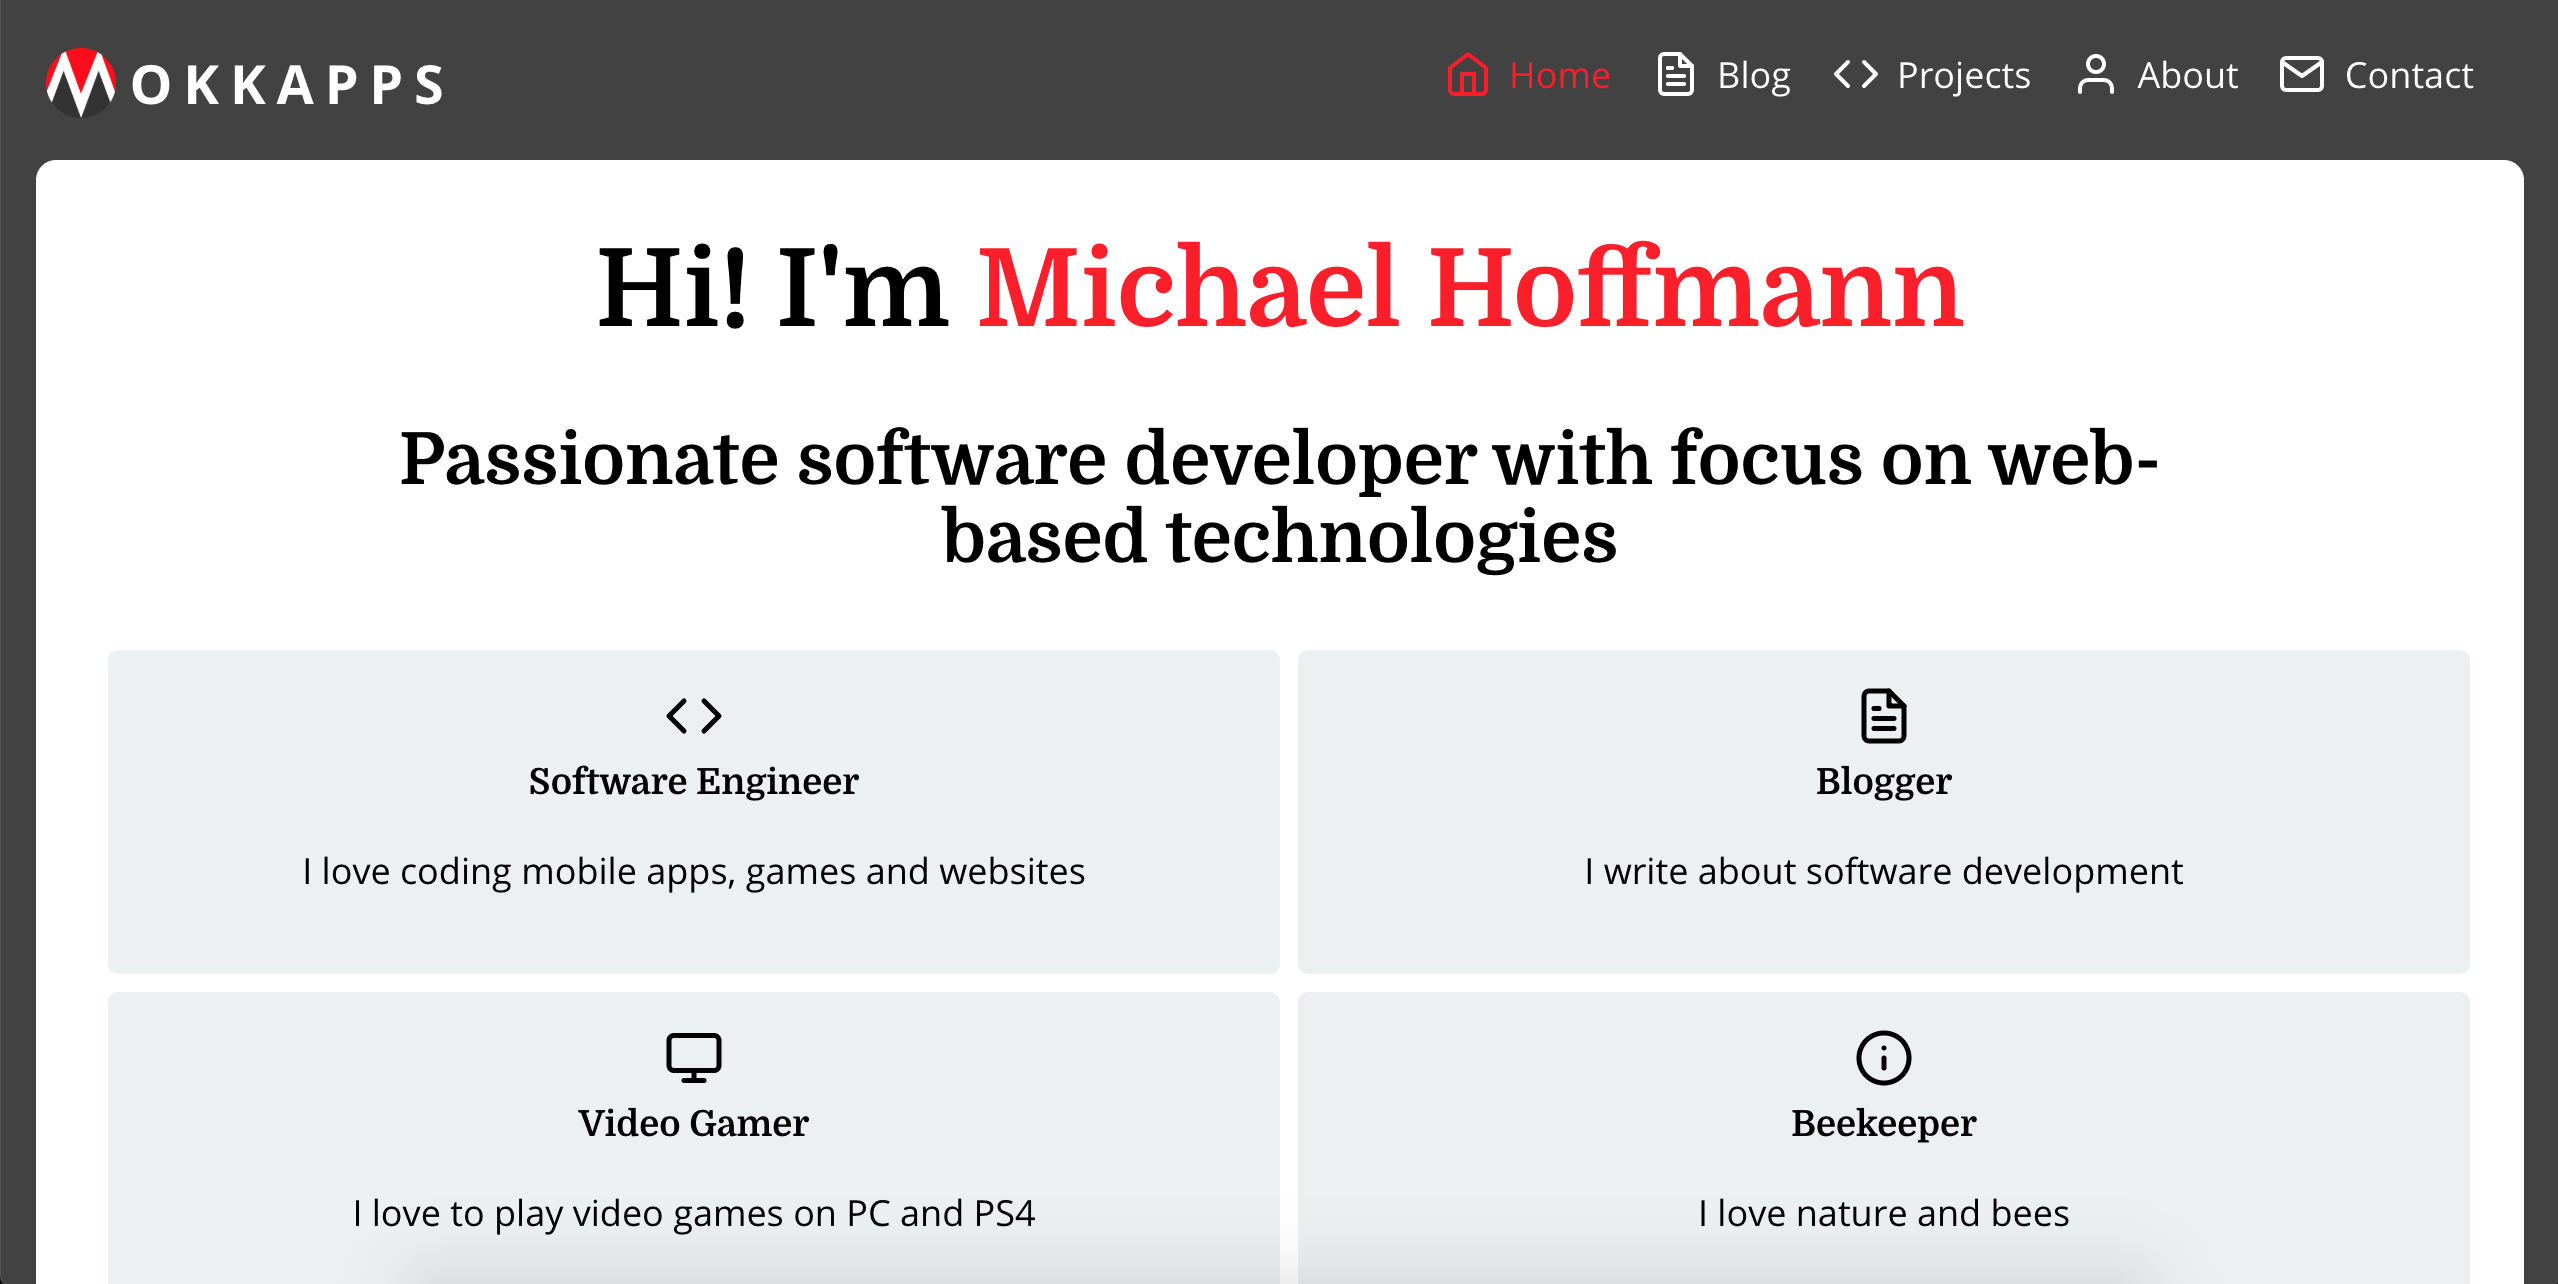 MOKKAPPS
Home Blog Projects About Contact
Hi! I'm Michael Hoffmann
Passionate software developer with focus on web-
based technologies
Software Engineer
I love coding mobile apps, games and websites
Blogger
I write about software development
Video Gamer
I love to play video games on PC and PS4
Beekeeper
I love nature and bees